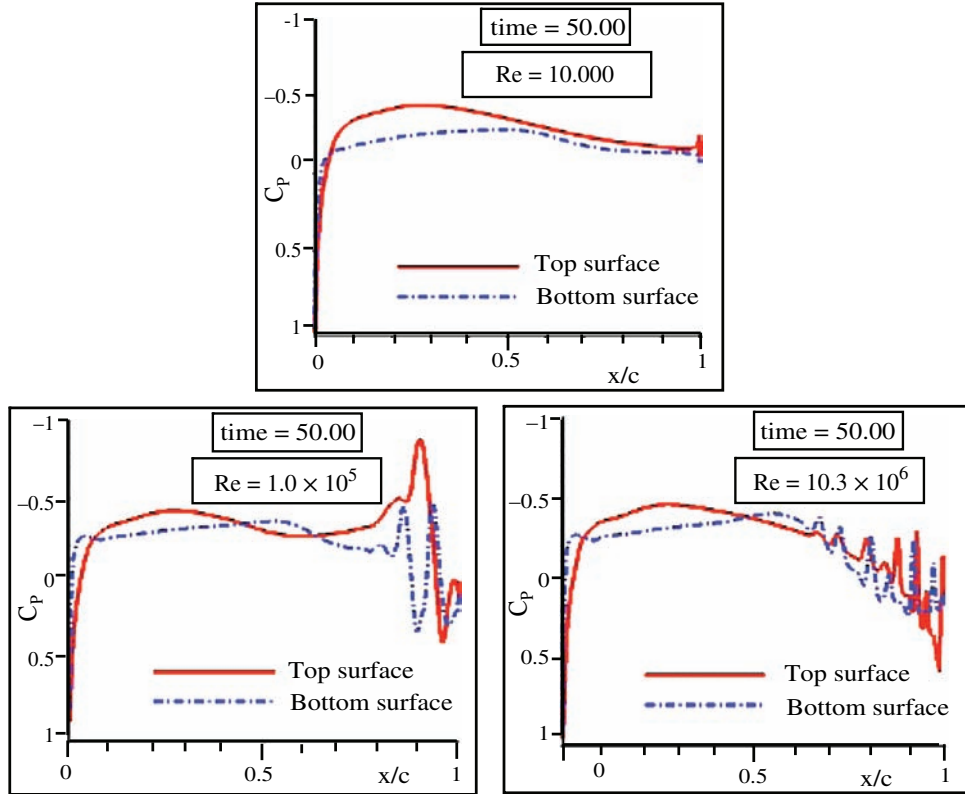 -1
time = 50.00
Re = 10.000
–0.5
0
C_P
0.5
Top surface
Bottom surface
1
0 0.5 1
x/c
–1
time = 50.00
Re = 1.0 × 10^5
–0.5
0
C_P
0.5
Top surface
Bottom surface
1
0 0.5 x/c 1
–1
time = 50.00
Re = 10.3 × 10^6
–0.5
0
C_P
0.5
Top surface
Bottom surface
1
0 0.5 x/c 1